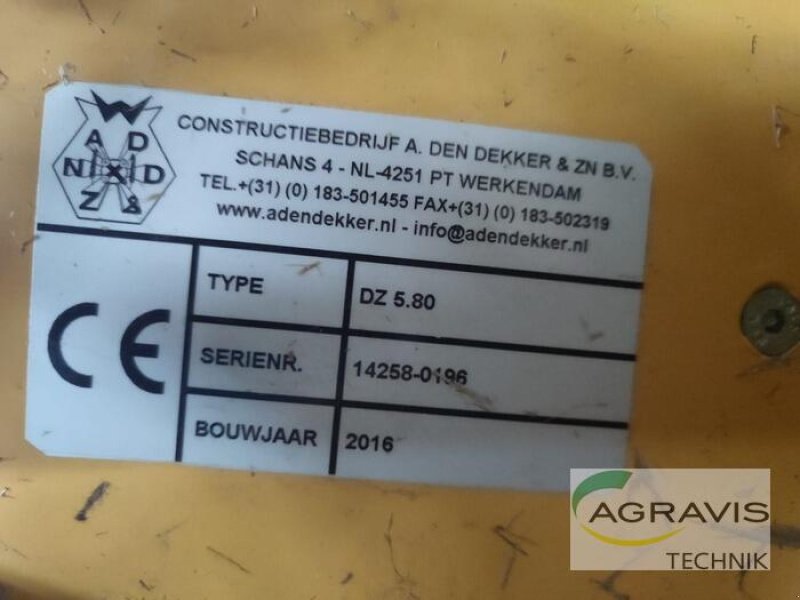 W
A D
N X D
Z &
CONSTRUCTIEBEDRIJF A. DEN DEKKER & ZN B.V.
SCHANS 4 - NL-4251 PT WERKENDAM
TEL.+(31) (0) 183-501455 FAX+(31) (0) 183-502319
www.adendekker.nl - info@adendekker.nl
CE
TYPE DZ 5.80
SERIENR. 14258-0196
BOUWJAAR 2016
AGRAVIS
TECHNIK